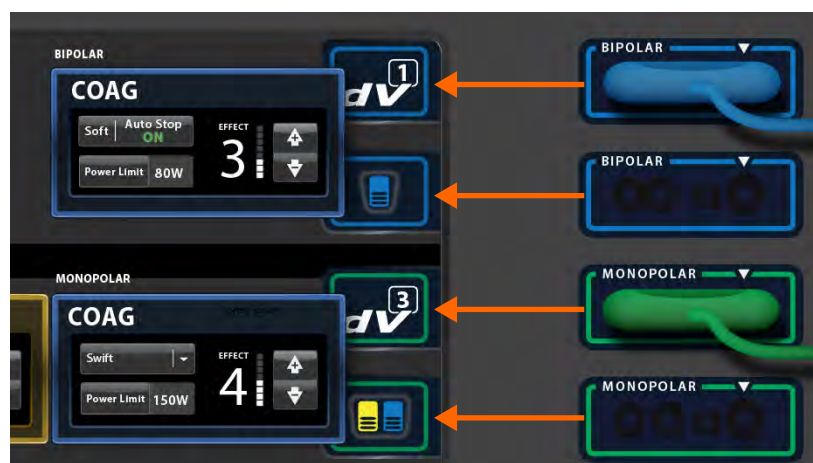 BIPOLAR
COAG
Soft
Auto Stop
ON
Power Limit 80W
EFFECT
3
dV 1
BIPOLAR
BIPOLAR
MONOPOLAR
COAG
Swift
Power Limit 150W
EFFECT
4
dV 3
MONOPOLAR
MONOPOLAR